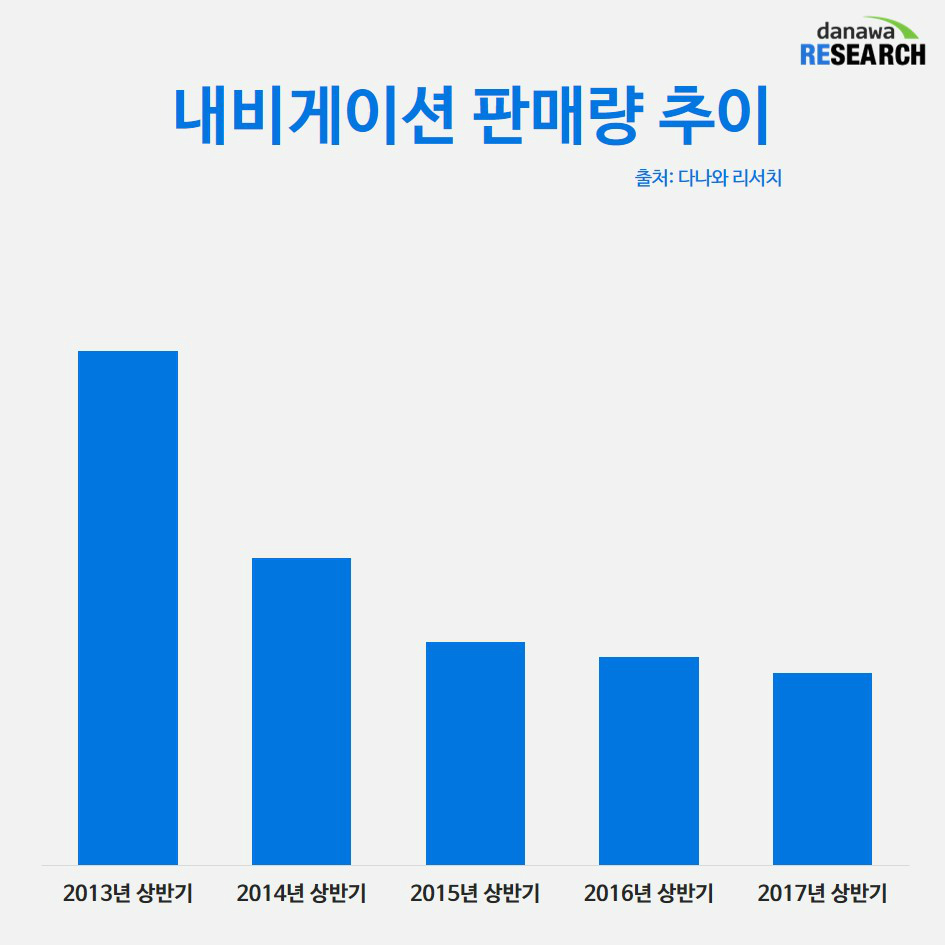 danawa
RESEARCH
내비게이션 판매량 추이
출처: 다나와 리서치
2013년 상반기
2014년 상반기
2015년 상반기
2016년 상반기
2017년 상반기